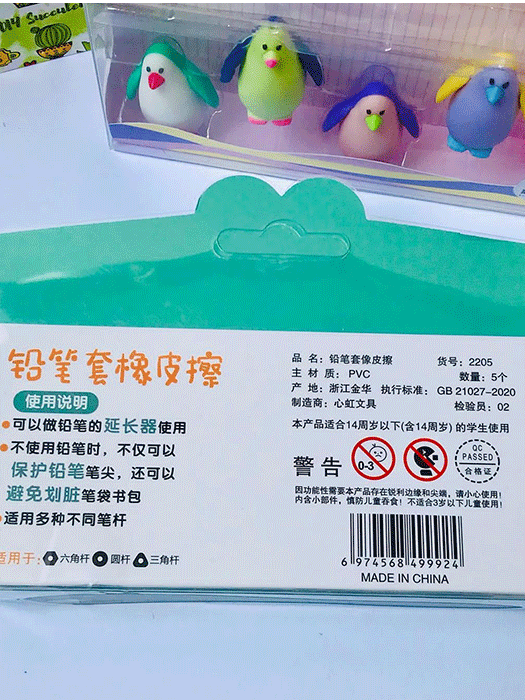 Succulent
铅笔套橡皮擦
使用说明
可以做铅笔的延长器使用
不使用铅笔时，不仅可以
保护铅笔笔尖，还可以
避免划脏笔袋书包
适用多种不同笔杆
适用于：六角杆 圆杆 三角杆
品 名：铅笔套橡皮擦 货号：2205
主 材 质：PVC 数量：5个
产 地：浙江金华 执行标准：GB 21027-2020
制造商：心虹文具 检验员：02
本产品适合14周岁以下(含14周岁) 的学生使用
警 告
0-3
QC
PASSED
合格证
因功能性需要本产品存在锐利边缘和尖端，请小心使用！
内含小部件，慎防儿童吞食！不适合3岁以下儿童使用！
6 974568 499924
MADE IN CHINA